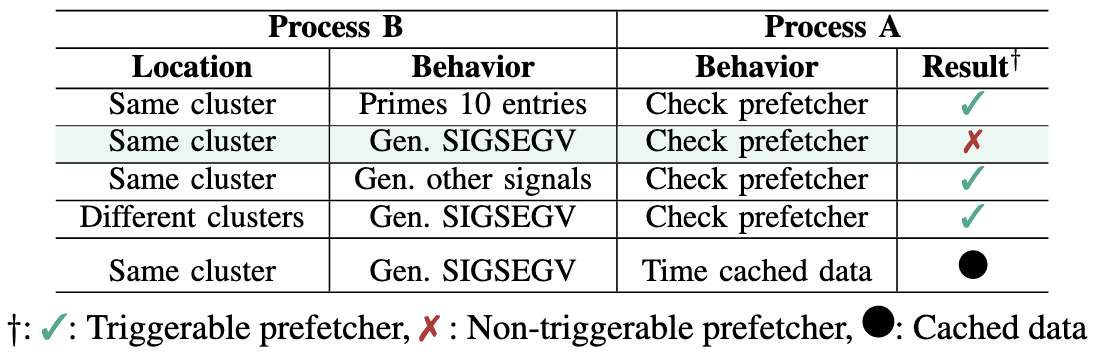 Process B Process A
Location Behavior Behavior Result†
Same cluster Primes 10 entries Check prefetcher ✓
Same cluster Gen. SIGSEGV Check prefetcher ✗
Same cluster Gen. other signals Check prefetcher ✓
Different clusters Gen. SIGSEGV Check prefetcher ✓
Same cluster Gen. SIGSEGV Time cached data ●
†: ✓: Triggerable prefetcher, ✗ : Non-triggerable prefetcher, ●: Cached data